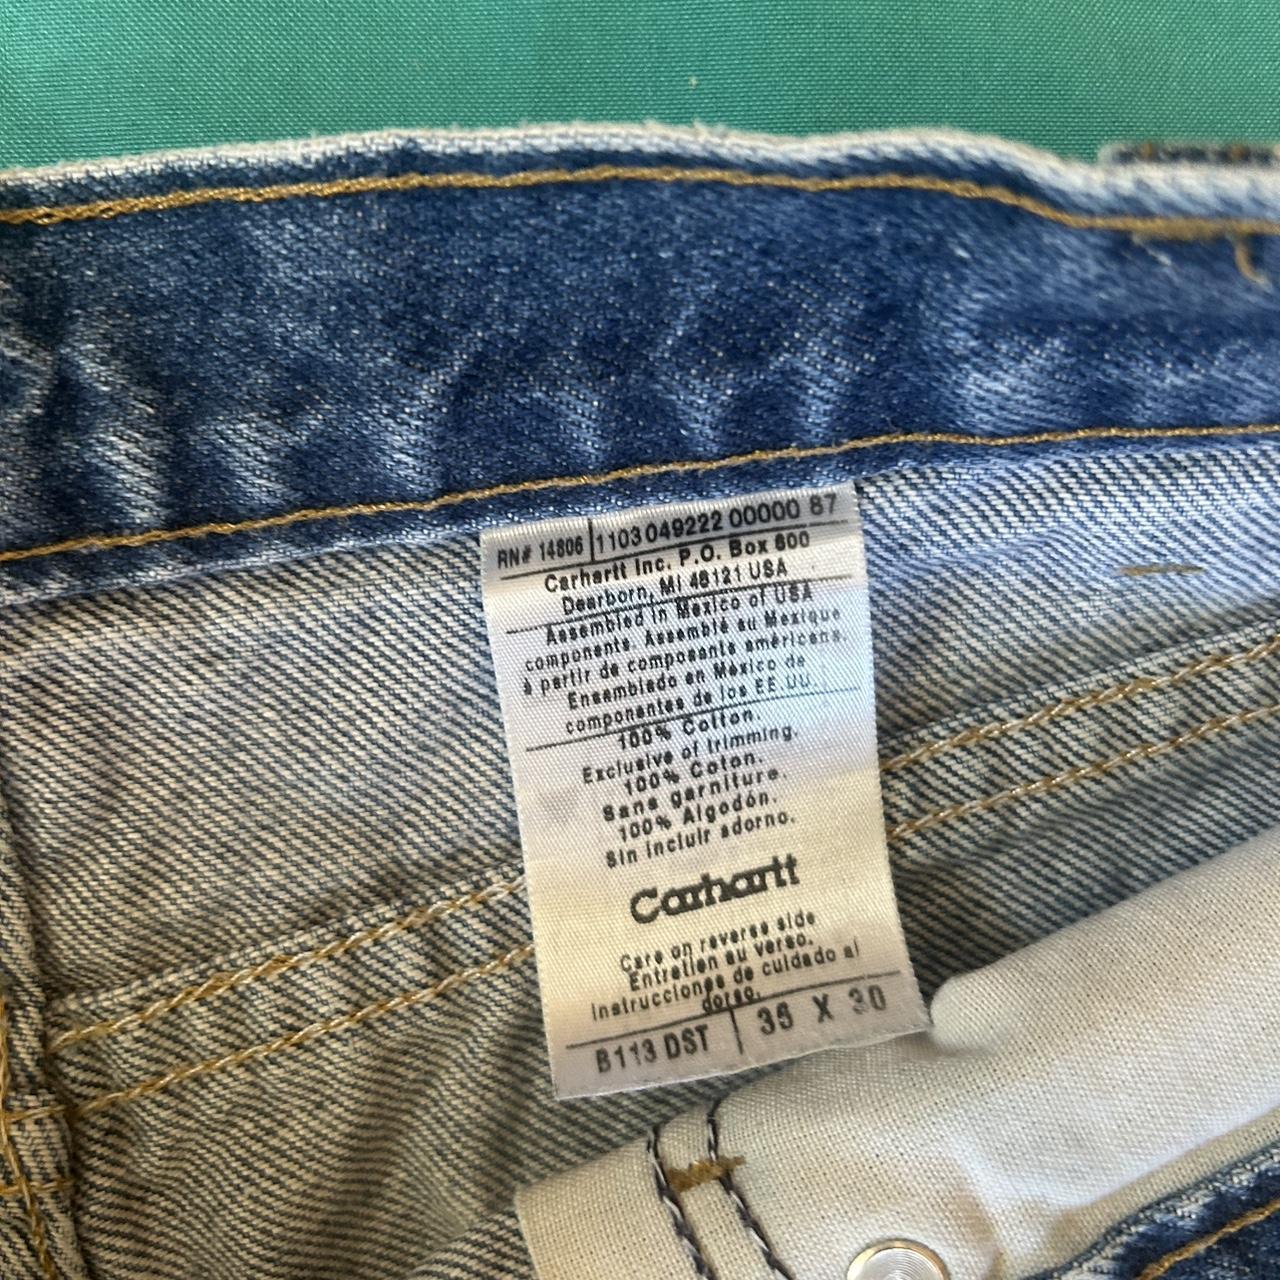 RN# 14806 1103 049222 00000 87
Carhartt Inc. P.O. Box 600
Dearborn, MI 48121 USA
Assembled in Mexico of USA
components. Assemblé au Mexique
à partir de composants américains.
Ensamblado en México de
componentes de los EE.UU.
100% Cotton.
Exclusive of trimming.
100% Coton.
Sans garniture.
100% Algodón.
Sin incluir adorno.
Carhartt
Care on reverse side
Entretien au verso.
Instrucciones de cuidado al
dorso.
B113 DST 36 X 30